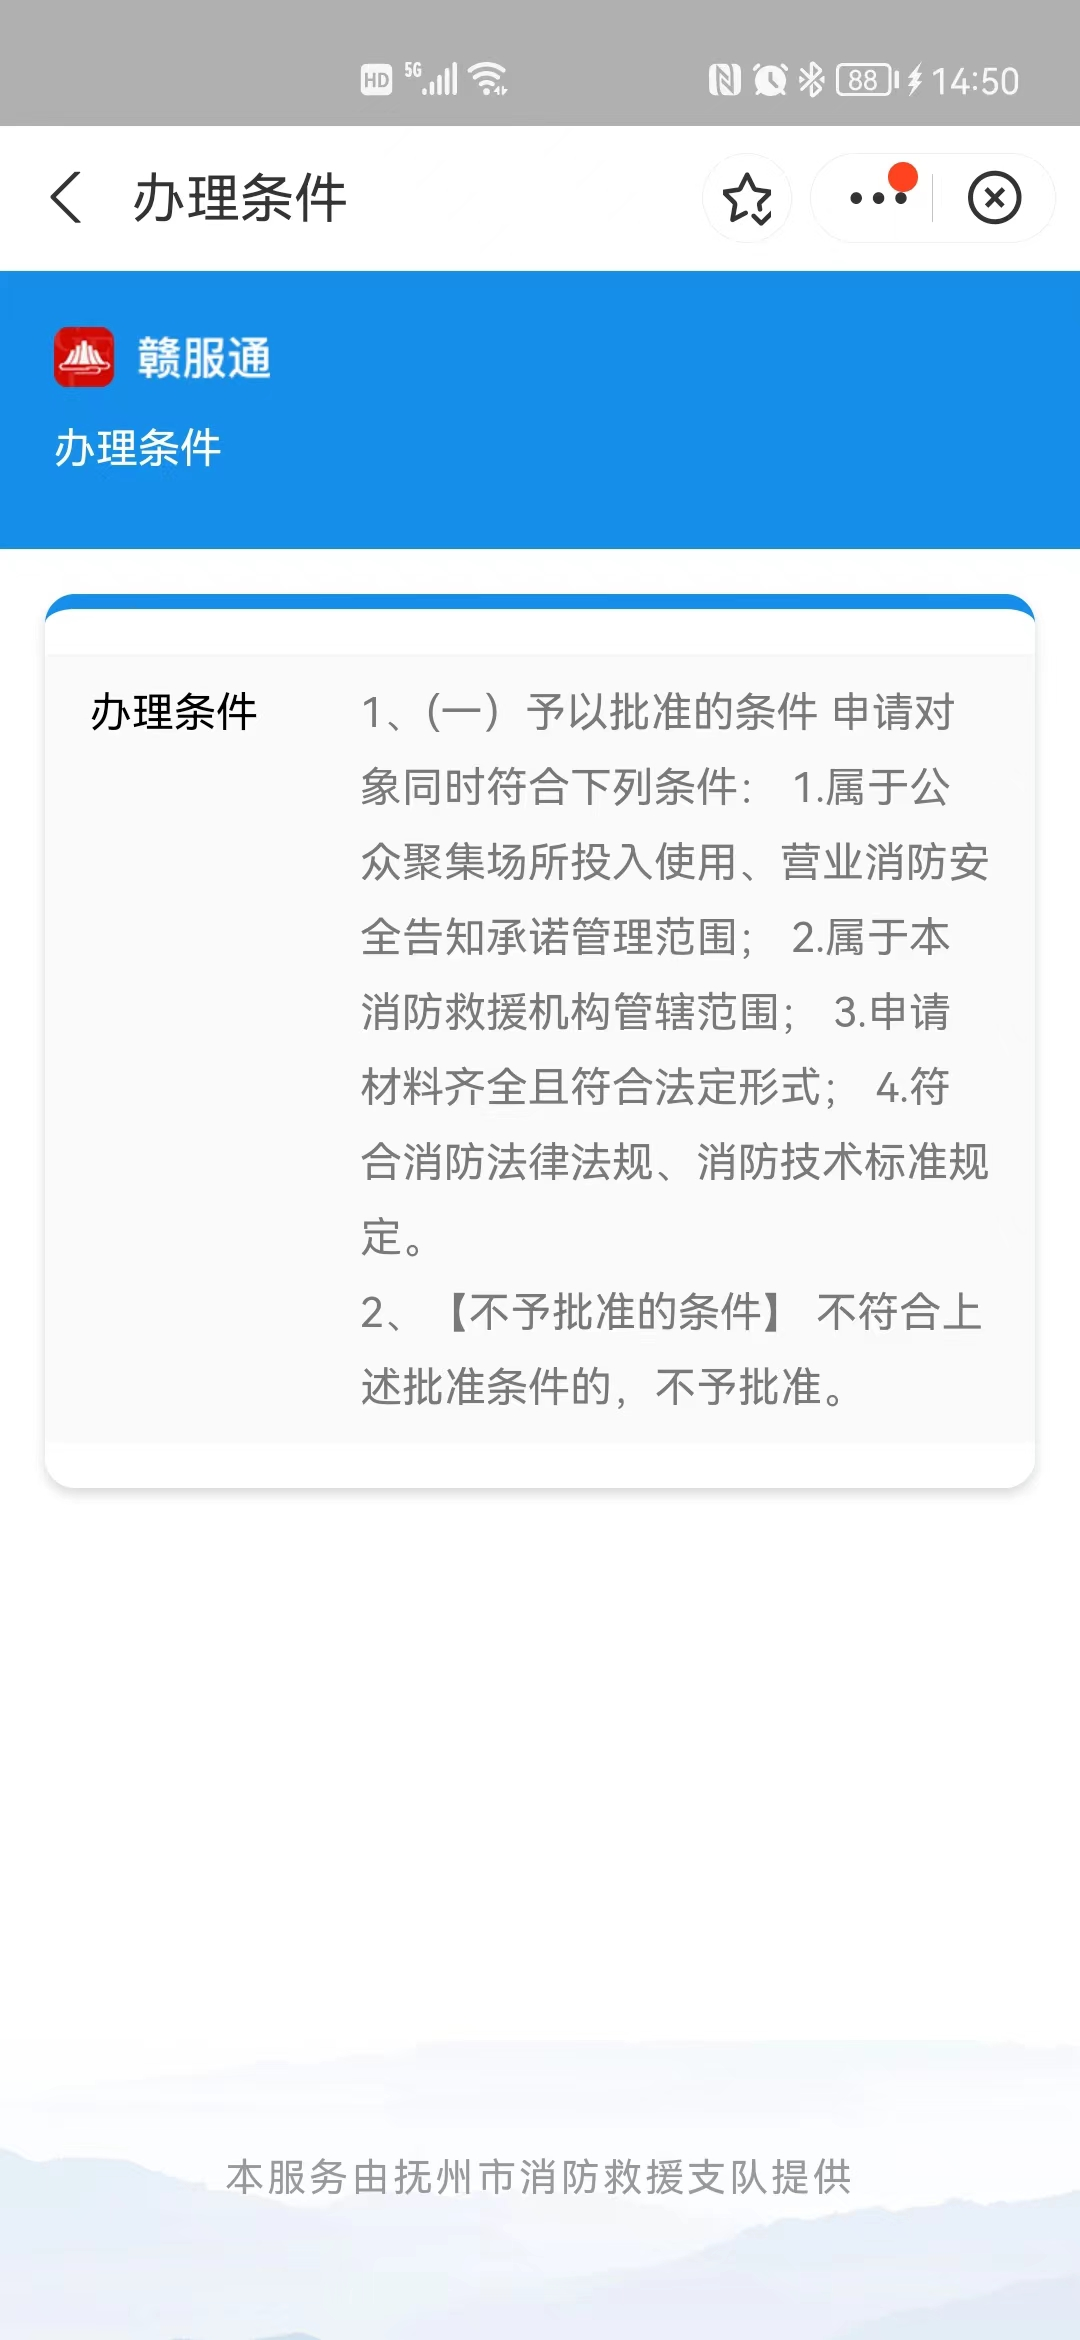 HD 5G 88 14:50
办理条件
赣服通
办理条件
办理条件
1、（一）予以批准的条件 申请对
象同时符合下列条件： 1.属于公
众聚集场所投入使用、营业消防安
全告知承诺管理范围； 2.属于本
消防救援机构管辖范围； 3.申请
材料齐全且符合法定形式； 4.符
合消防法律法规、消防技术标准规
定。
2、【不予批准的条件】 不符合上
述批准条件的，不予批准。
本服务由抚州市消防救援支队提供